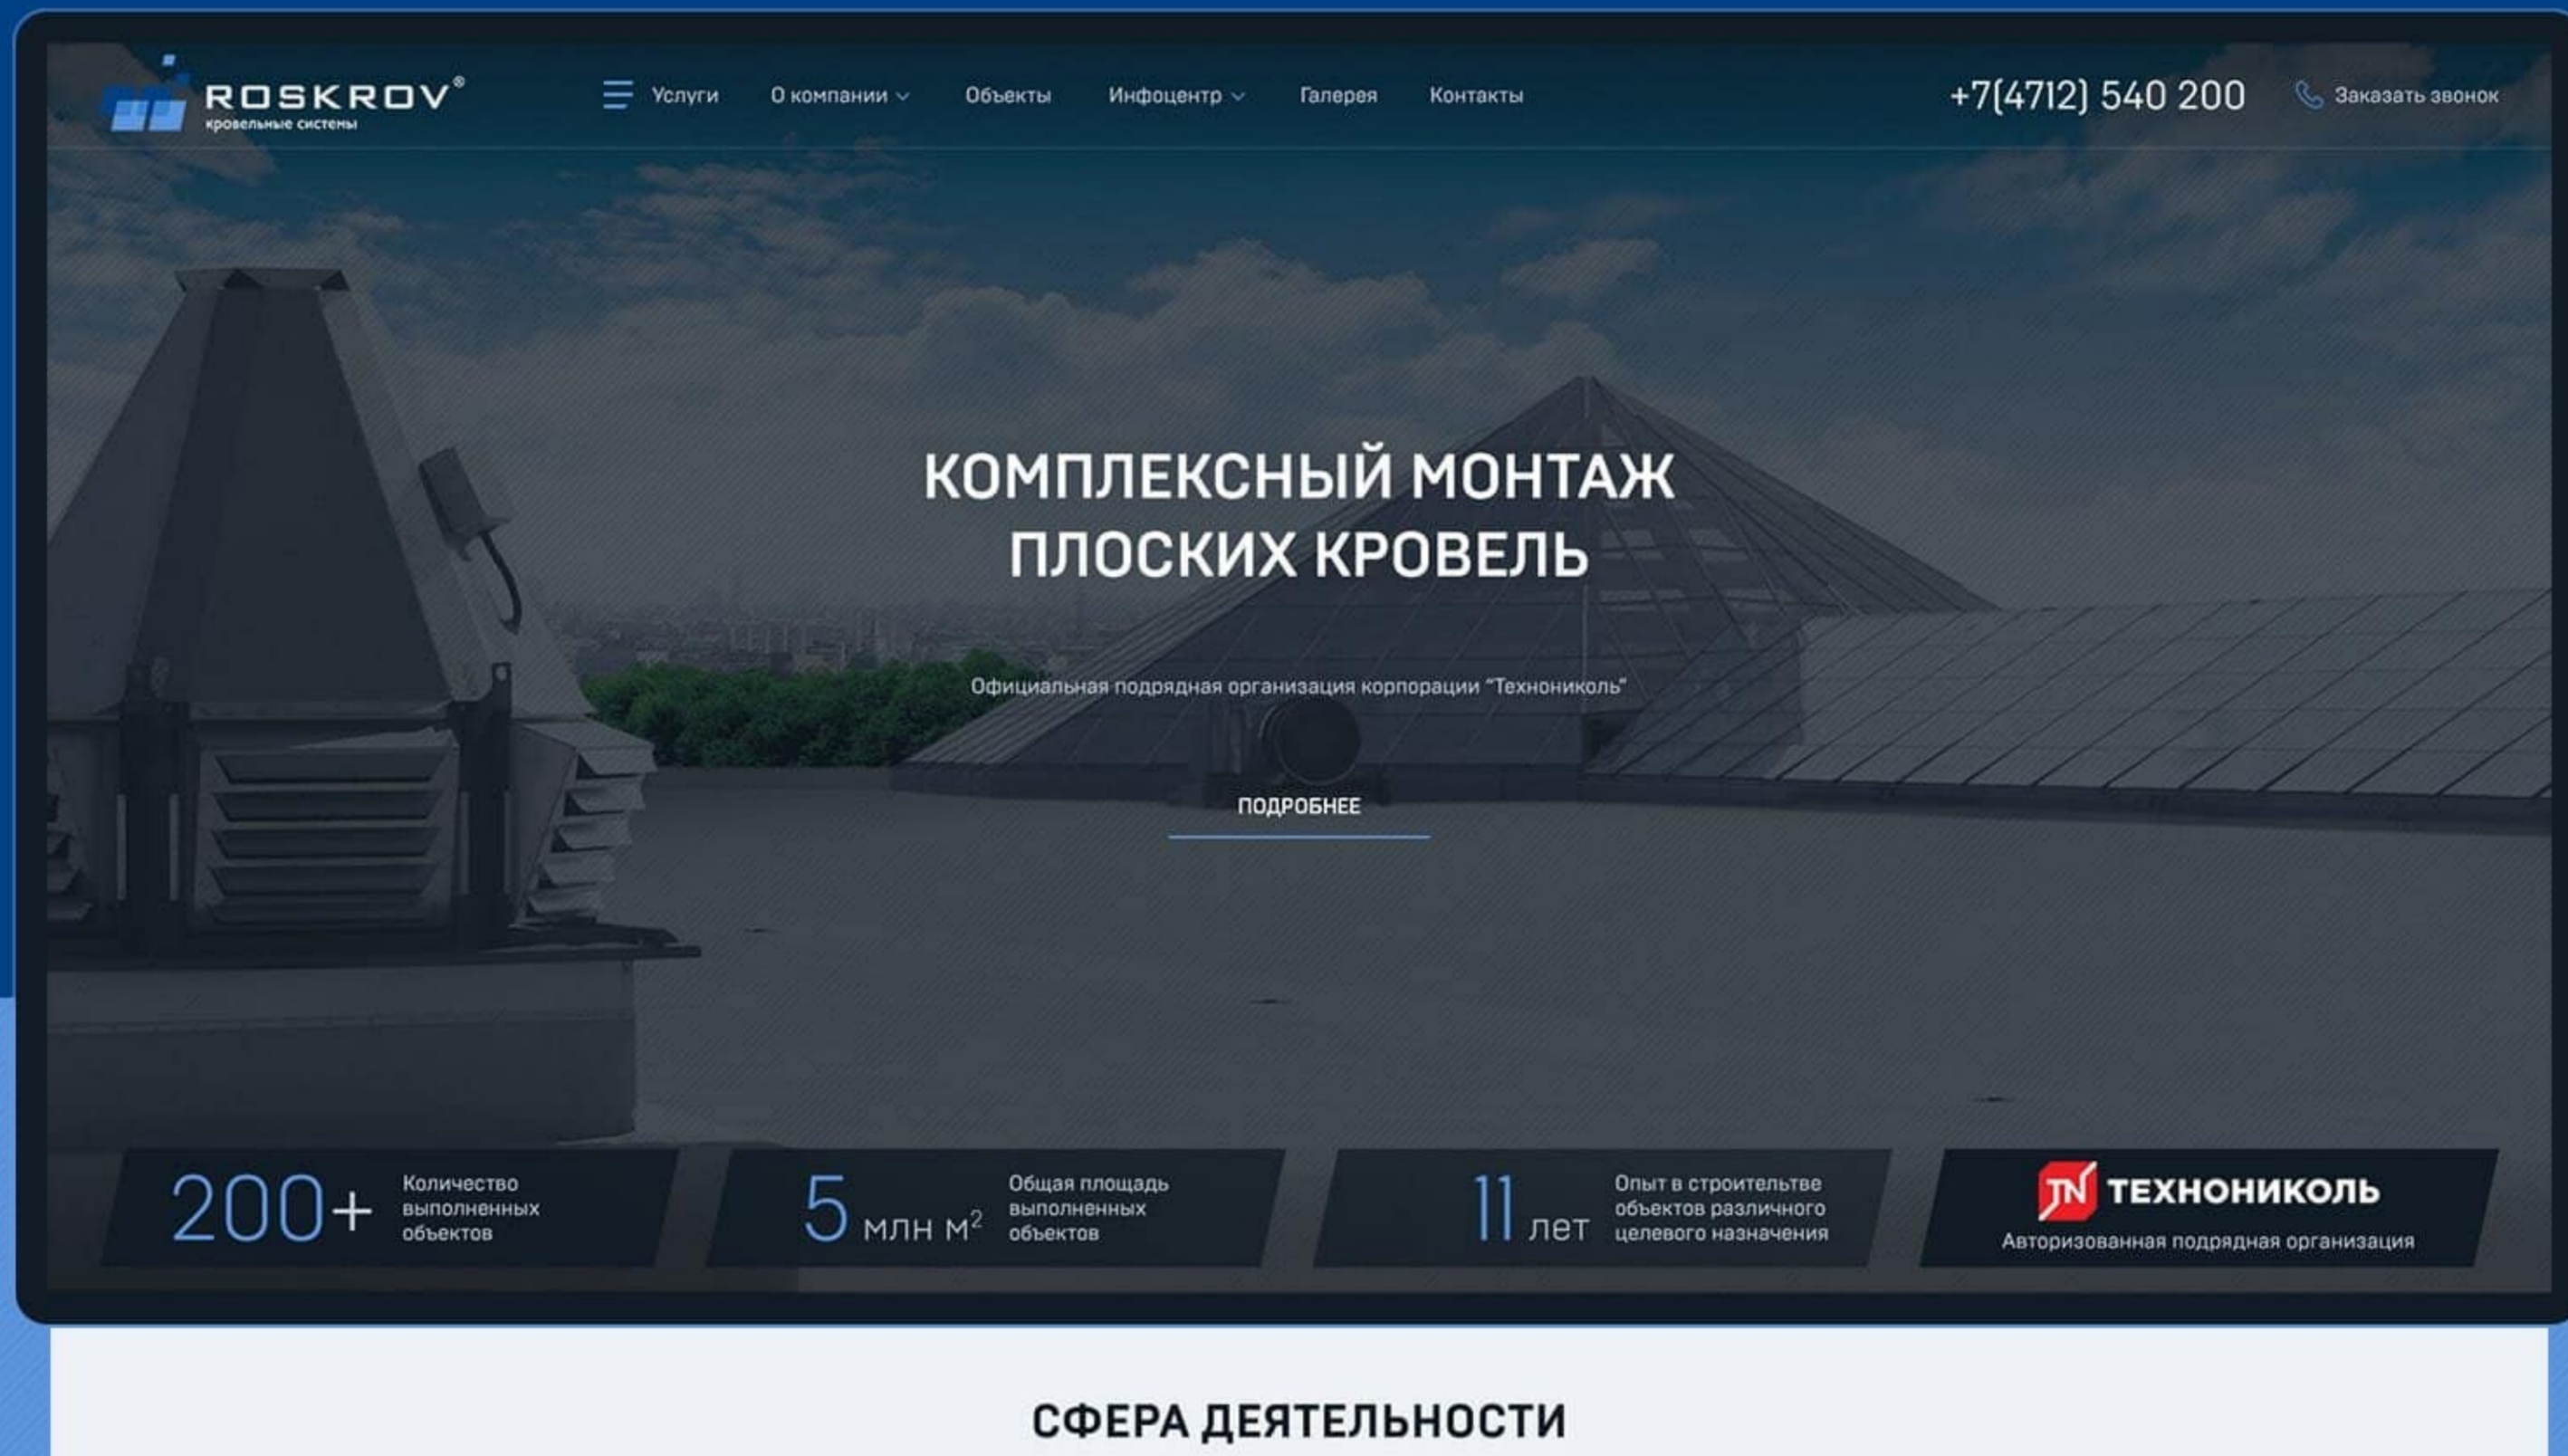 ROSKROV®
кровельные системы
Услуги
О компании
Объекты
Инфоцентр
Галерея
Контакты
+7(4712) 540 200
Заказать звонок
КОМПЛЕКСНЫЙ МОНТАЖ
ПЛОСКИХ КРОВЕЛЬ
Официальная подрядная организация корпорации “Технониколь”
ПОДРОБНЕЕ
200+
Количество
выполненных
объектов
5 млн м²
Общая площадь
выполненных
объектов
11 лет
Опыт в строительстве
объектов различного
целевого назначения
TN ТЕХНОНИКОЛЬ
Авторизованная подрядная организация
СФЕРА ДЕЯТЕЛЬНОСТИ